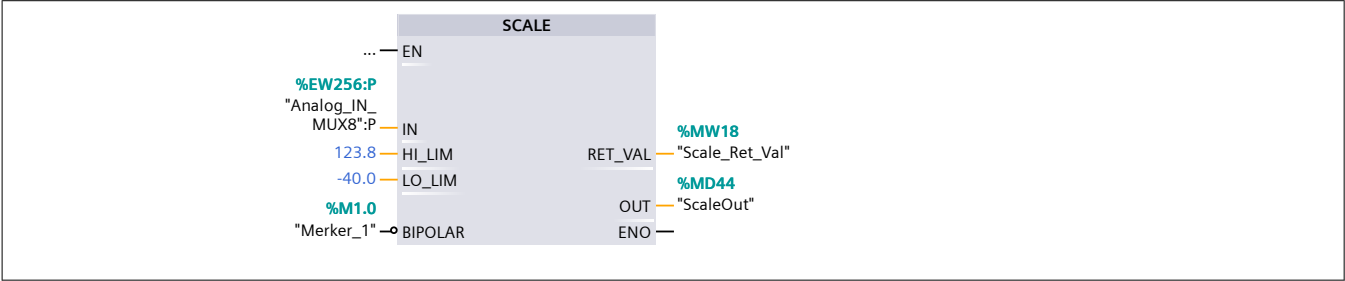 SCALE
... EN
%EW256:P
"Analog_IN_
MUX8":P IN
%MW18
123.8 HI_LIM RET_VAL "Scale_Ret_Val"
-40.0 LO_LIM
%MD44
%M1.0
OUT "ScaleOut"
"Merker_1" BIPOLAR ENO